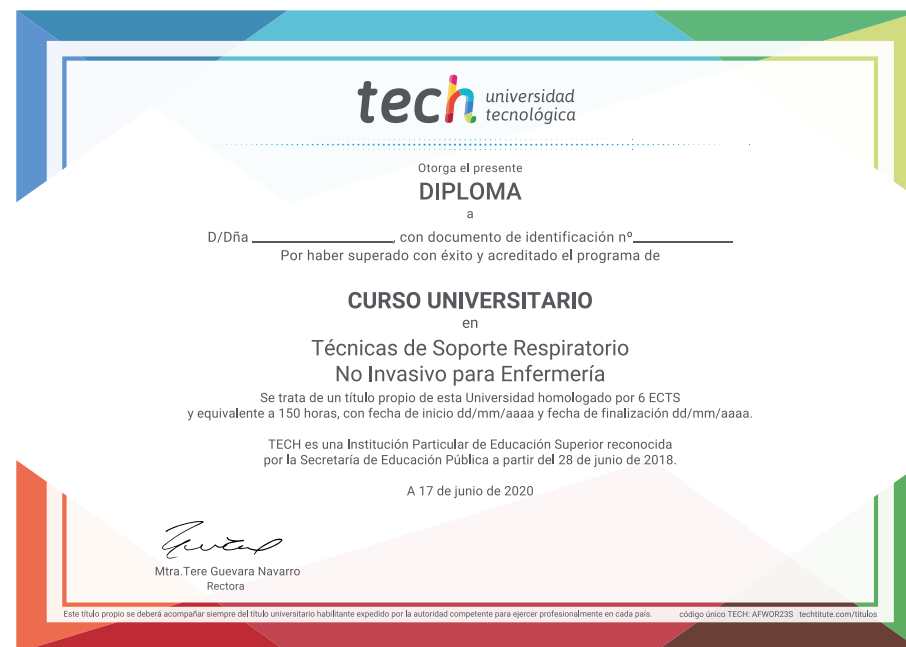 tech universidad
tecnológica
Otorga el presente
DIPLOMA
a
D/Dña ____________________, con documento de identificación nº______________
Por haber superado con éxito y acreditado el programa de
CURSO UNIVERSITARIO
en
Técnicas de Soporte Respiratorio
No Invasivo para Enfermería
Se trata de un título propio de esta Universidad homologado por 6 ECTS
y equivalente a 150 horas, con fecha de inicio dd/mm/aaaa y fecha de finalización dd/mm/aaaa.
TECH es una Institución Particular de Educación Superior reconocida
por la Secretaría de Educación Pública a partir del 28 de junio de 2018.
A 17 de junio de 2020
Mtra.Tere Guevara Navarro
Rectora
Este título propio se deberá acompañar siempre del título universitario habilitante expedido por la autoridad competente para ejercer profesionalmente en cada país. código único TECH: AFWOR23S techtitute.com/titulos